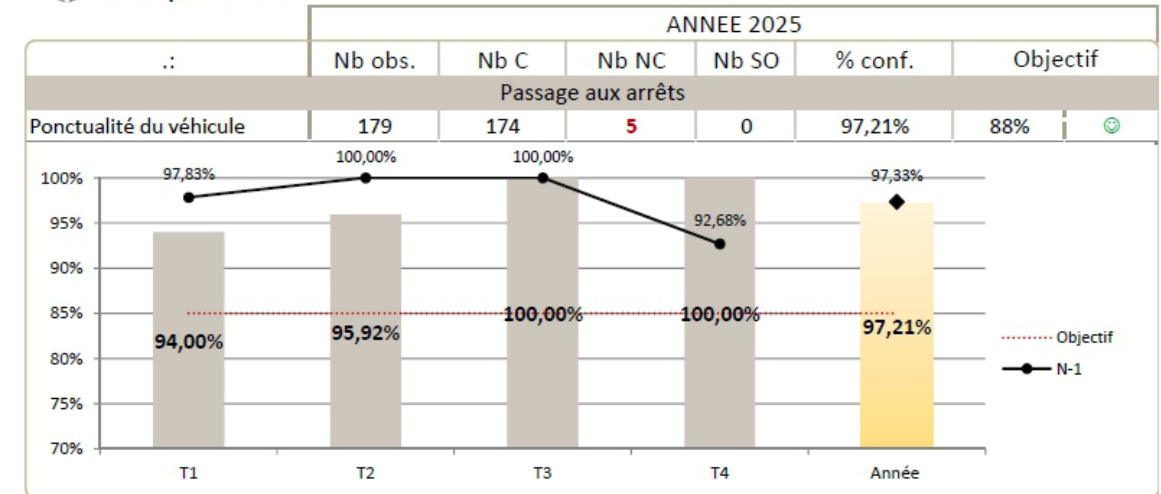 ANNEE 2025
.: Nb obs. Nb C Nb NC Nb SO % conf. Objectif
Passage aux arrêts
Ponctualité du véhicule 179 174 5 0 97,21% 88% ☺
97,83% 100,00% 100,00% 92,68% 97,33%
100%
95%
90%
85%
80%
75%
70%
94,00% 95,92% 100,00% 100,00% 97,21%
Objectif
N-1
T1 T2 T3 T4 Année